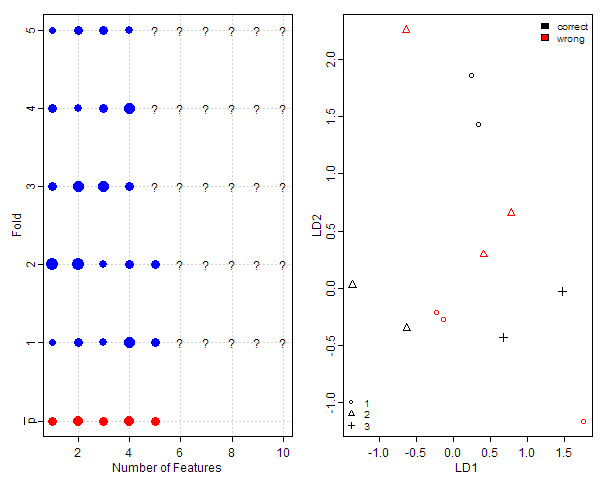 5 ? ? ? ? ? ?
4 ? ? ? ? ? ?
3 ? ? ? ? ? ?
2 ? ? ? ? ?
1 ? ? ? ? ?
p
Fold
2 4 6 8 10
Number of Features
correct
wrong
2.0
1.5
1.0
0.5
0.0
-0.5
-1.0
LD2
1
2
3
-1.0 -0.5 0.0 0.5 1.0 1.5
LD1